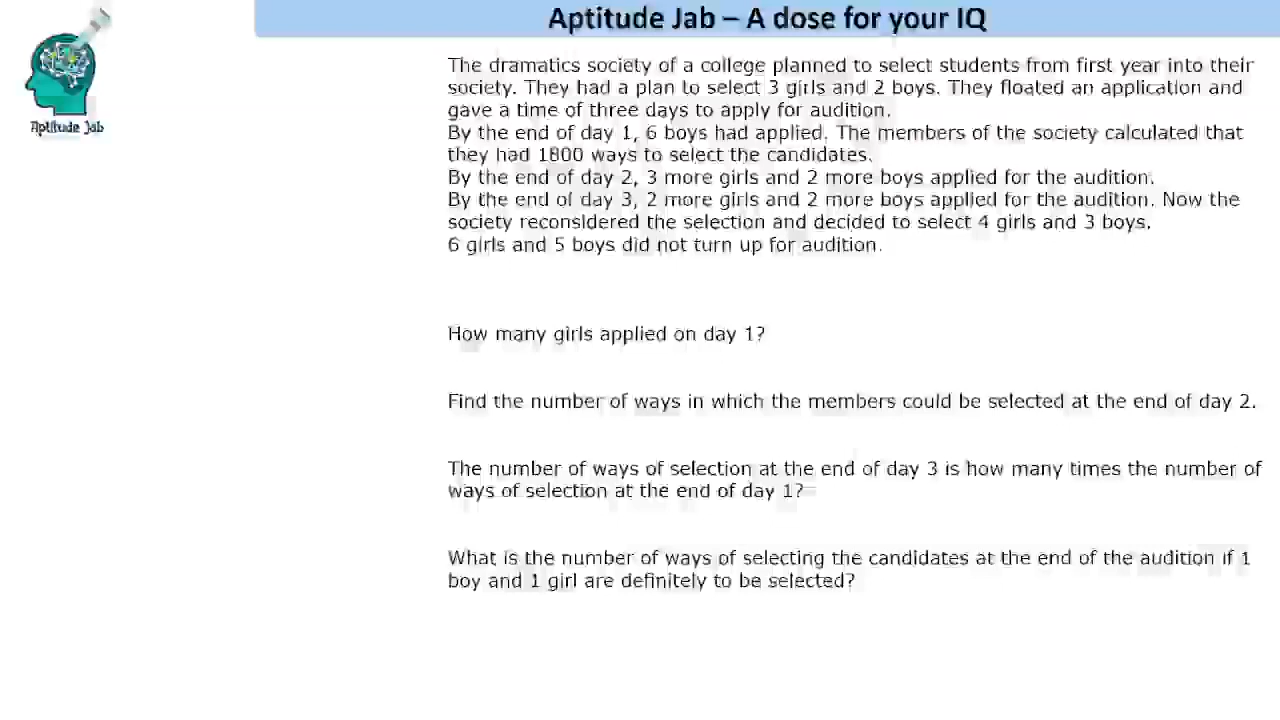 Aptitude Jab – A dose for your IQ
Aptitude Jab
The dramatics society of a college planned to select students from first year into their
society. They had a plan to select 3 girls and 2 boys. They floated an application and
gave a time of three days to apply for audition.
By the end of day 1, 6 boys had applied. The members of the society calculated that
they had 1800 ways to select the candidates.
By the end of day 2, 3 more girls and 2 more boys applied for the audition.
By the end of day 3, 2 more girls and 2 more boys applied for the audition. Now the
society reconsidered the selection and decided to select 4 girls and 3 boys.
6 girls and 5 boys did not turn up for audition.
How many girls applied on day 1?
Find the number of ways in which the members could be selected at the end of day 2.
The number of ways of selection at the end of day 3 is how many times the number of
ways of selection at the end of day 1?
What is the number of ways of selecting the candidates at the end of the audition if 1
boy and 1 girl are definitely to be selected?